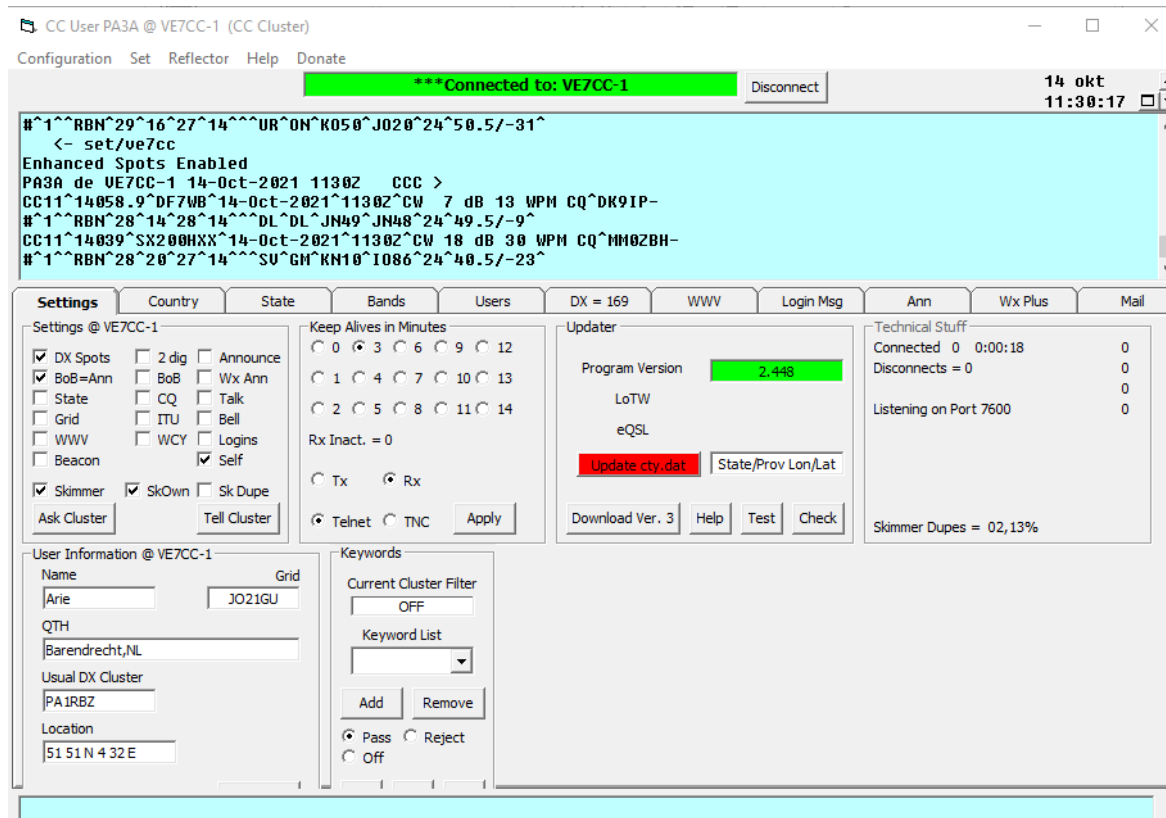 CC User PA3A @ VE7CC-1 (CC Cluster)
Configuration Set Reflector Help Donate
***Connected to: VE7CC-1
Disconnect
14 okt
11:30:17
#^1^^RBN^29^16^27^14^^^UR^ON^KO50^JO20^24^50.5/-31^
<- set/ve7cc
Enhanced Spots Enabled
PA3A de VE7CC-1 14-Oct-2021 1130Z CCC >
CC11^14058.9^DF7WB^14-Oct-2021^1130Z^CW 7 dB 13 WPM CQ^DK9IP-
#^1^^RBN^28^14^28^14^^^DL^DL^JN49^JN48^24^49.5/-9^
CC11^14039^SX200HXX^14-Oct-2021^1130Z^CW 18 dB 30 WPM CQ^MM0ZBH-
#^1^^RBN^28^20^27^14^^^SV^GM^KN10^IO86^24^40.5/-23^
Settings Country State Bands Users DX = 169 WWV Login Msg Ann Wx Plus Mail
Settings @ VE7CC-1
DX Spots 2 dig Announce
BoB=Ann BoB Wx Ann
State CQ Talk
Grid ITU Bell
WWV WCY Logins
Beacon Self
Skimmer SkOwn Sk Dupe
Ask Cluster Tell Cluster
Keep Alives in Minutes
0 3 6 9 12
1 4 7 10 13
2 5 8 11 14
Rx Inact. = 0
Tx Rx
Telnet TNC Apply
Updater
Program Version 2.448
LoTW
eQSL
Update cty.dat State/Prov Lon/Lat
Download Ver. 3 Help Test Check
Technical Stuff
Connected 0 0:00:18 0
Disconnects = 0 0
0
Listening on Port 7600 0
Skimmer Dupes = 02,13%
User Information @ VE7CC-1
Name Grid
Arie JO21GU
QTH
Barendrecht,NL
Usual DX Cluster
PA1RBZ
Location
51 51 N 4 32 E
Keywords
Current Cluster Filter
OFF
Keyword List
Add Remove
Pass Reject
Off